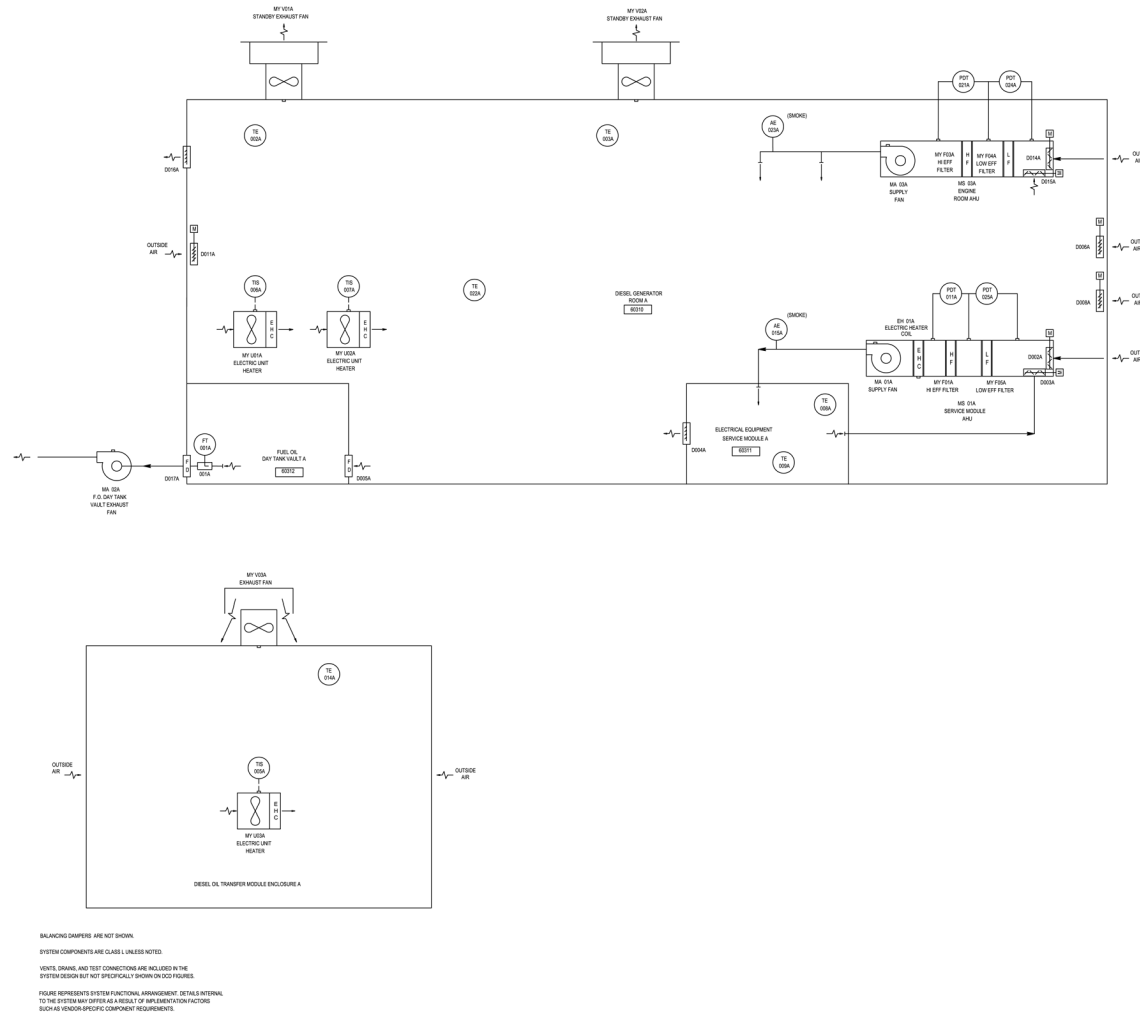 MY V01A
STANDBY EXHAUST FAN
MY V02A
STANDBY EXHAUST FAN
TE
002A
TE
003A
AE
023A
(SMOKE)
PDT
021A
PDT
024A
M
MY F03A
HI EFF
FILTER
H
F
MY F04A
LOW EFF
FILTER
L
F
D014A
M
D015A
MA 03A
SUPPLY
FAN
MS 03A
ENGINE
ROOM AHU
D016A
M
OUTSIDE
AIR
D011A
M
D006A
AIR
M
D008A
AIR
AIR
TIS
006A
TIS
007A
TE
022A
DIESEL GENERATOR
ROOM A
60310
E
H
C
MY U01A
ELECTRIC UNIT
HEATER
E
H
C
MY U02A
ELECTRIC UNIT
HEATER
AE
015A
(SMOKE)
PDT
011A
PDT
025A
EH 01A
ELECTRIC HEATER
COIL
M
E
H
C
H
F
L
F
D002A
M
D003A
AIR
MA 01A
SUPPLY FAN
MY F01A
HI EFF FILTER
MY F05A
LOW EFF FILTER
MS 01A
SERVICE MODULE
AHU
TE
008A
ELECTRICAL EQUIPMENT
SERVICE MODULE A
60311
D004A
TE
009A
FT
001A
001A
F
D
D017A
FUEL OIL
DAY TANK VAULT A
60312
F
D
D005A
MA 02A
F.O. DAY TANK
VAULT EXHAUST
FAN
MY V03A
EXHAUST FAN
TE
014A
OUTSIDE
AIR
OUTSIDE
AIR
TIS
005A
E
H
C
MY U03A
ELECTRIC UNIT
HEATER
DIESEL OIL TRANSFER MODULE ENCLOSURE A
BALANCING DAMPERS ARE NOT SHOWN.
SYSTEM COMPONENTS ARE CLASS L UNLESS NOTED.
VENTS, DRAINS, AND TEST CONNECTIONS ARE INCLUDED IN THE
SYSTEM DESIGN BUT NOT SPECIFICALLY SHOWN ON DCD FIGURES.
FIGURE REPRESENTS SYSTEM FUNCTIONAL ARRANGEMENT. DETAILS INTERNAL
TO THE SYSTEM MAY DIFFER AS A RESULT OF IMPLEMENTATION FACTORS
SUCH AS VENDOR-SPECIFIC COMPONENT REQUIREMENTS.